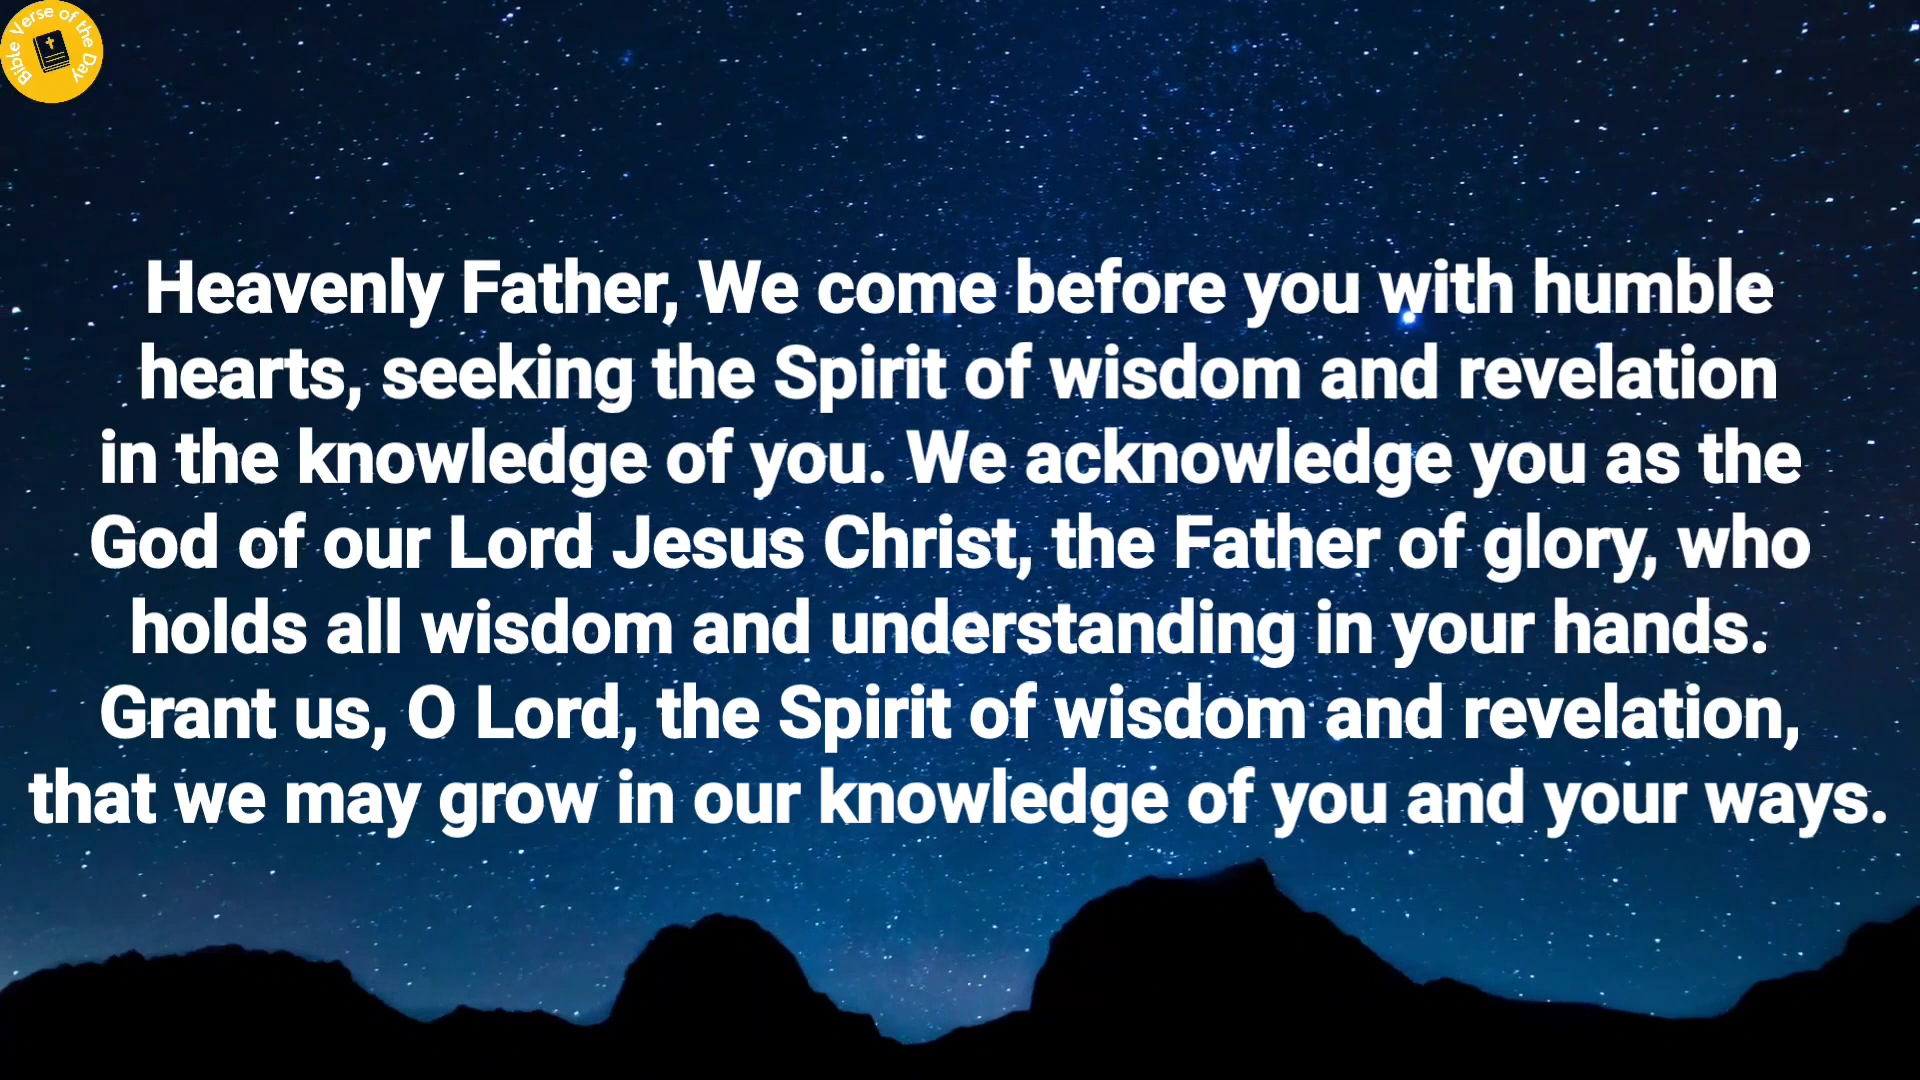 Bible Verse of the Day
Heavenly Father, We come before you with humble
hearts, seeking the Spirit of wisdom and revelation
in the knowledge of you. We acknowledge you as the
God of our Lord Jesus Christ, the Father of glory, who
holds all wisdom and understanding in your hands.
Grant us, O Lord, the Spirit of wisdom and revelation,
that we may grow in our knowledge of you and your ways.